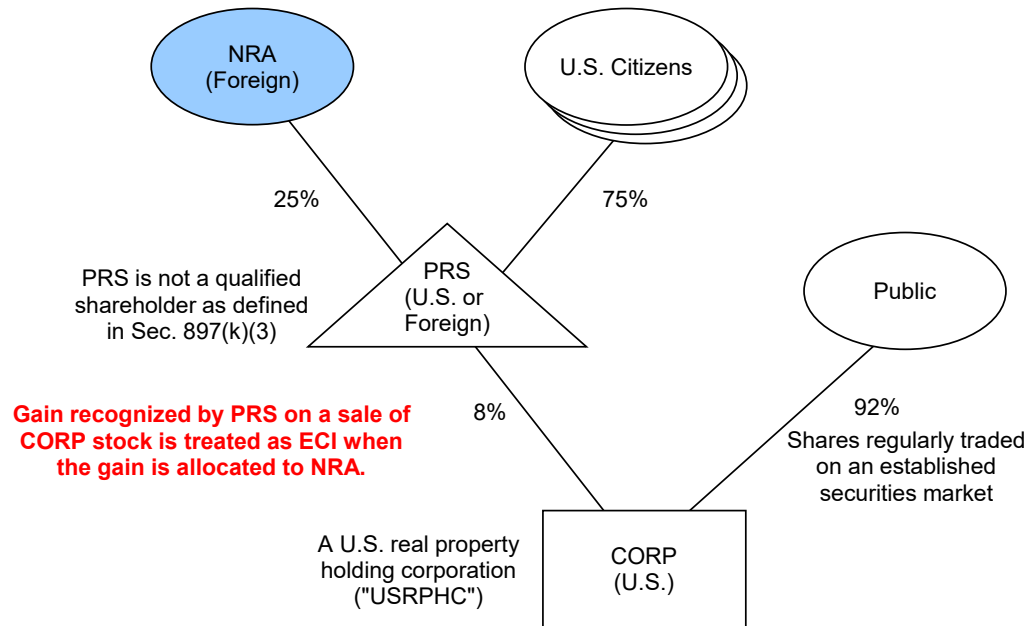 NRA
(Foreign)
U.S. Citizens
25%
75%
PRS is not a qualified
shareholder as defined
in Sec. 897(k)(3)
PRS
(U.S. or
Foreign)
Public
Gain recognized by PRS on a sale of
CORP stock is treated as ECI when
the gain is allocated to NRA.
8%
92%
Shares regularly traded
on an established
securities market
A U.S. real property
holding corporation
("USRPHC")
CORP
(U.S.)